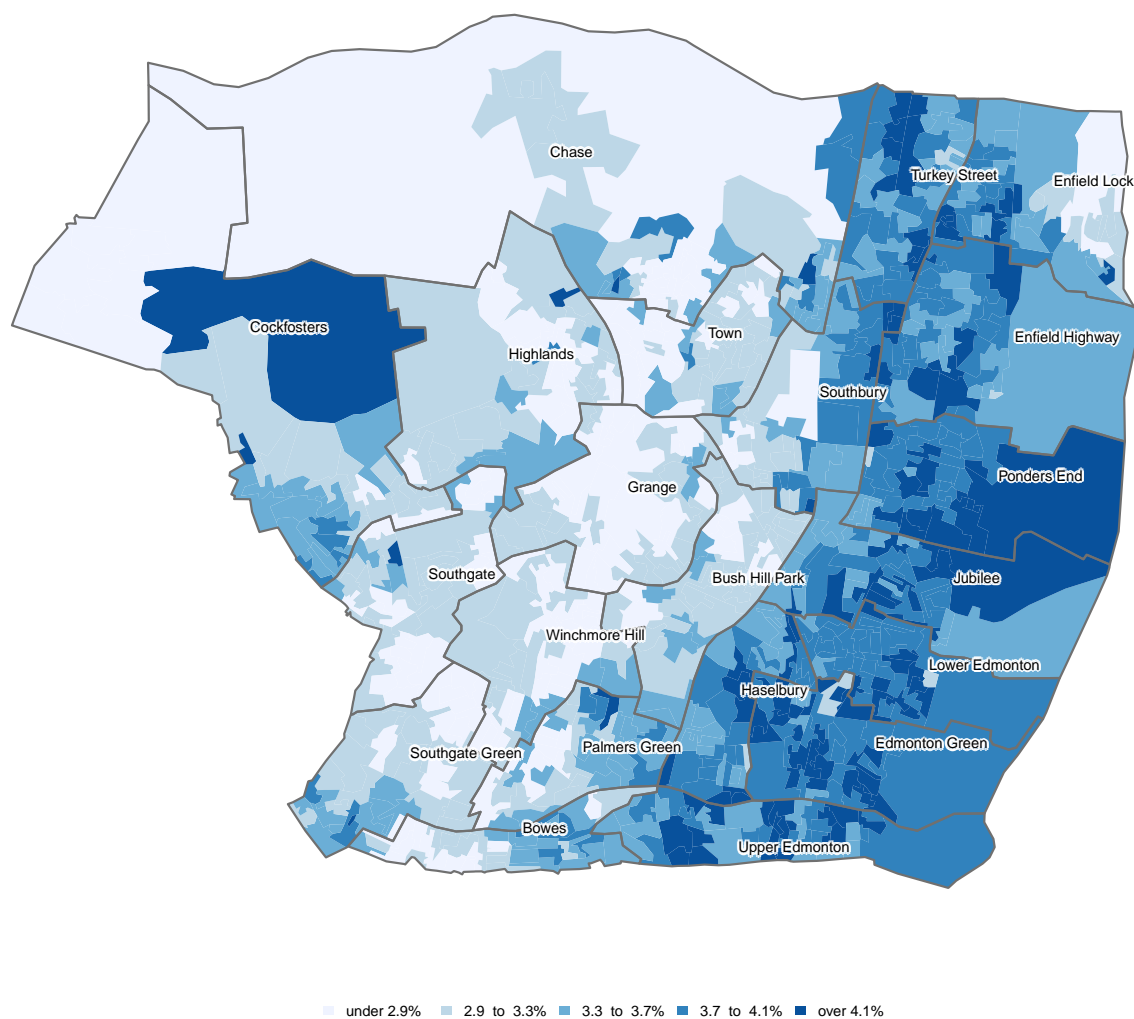 Chase
Turkey Street
Enfield Lock
Cockfosters
Town
Enfield Highway
Highlands
Southbury
Ponders End
Grange
Southgate
Bush Hill Park
Jubilee
Winchmore Hill
Lower Edmonton
Haselbury
Southgate Green
Palmers Green
Edmonton Green
Bowes
Upper Edmonton
under 2.9% 2.9 to 3.3% 3.3 to 3.7% 3.7 to 4.1% over 4.1%